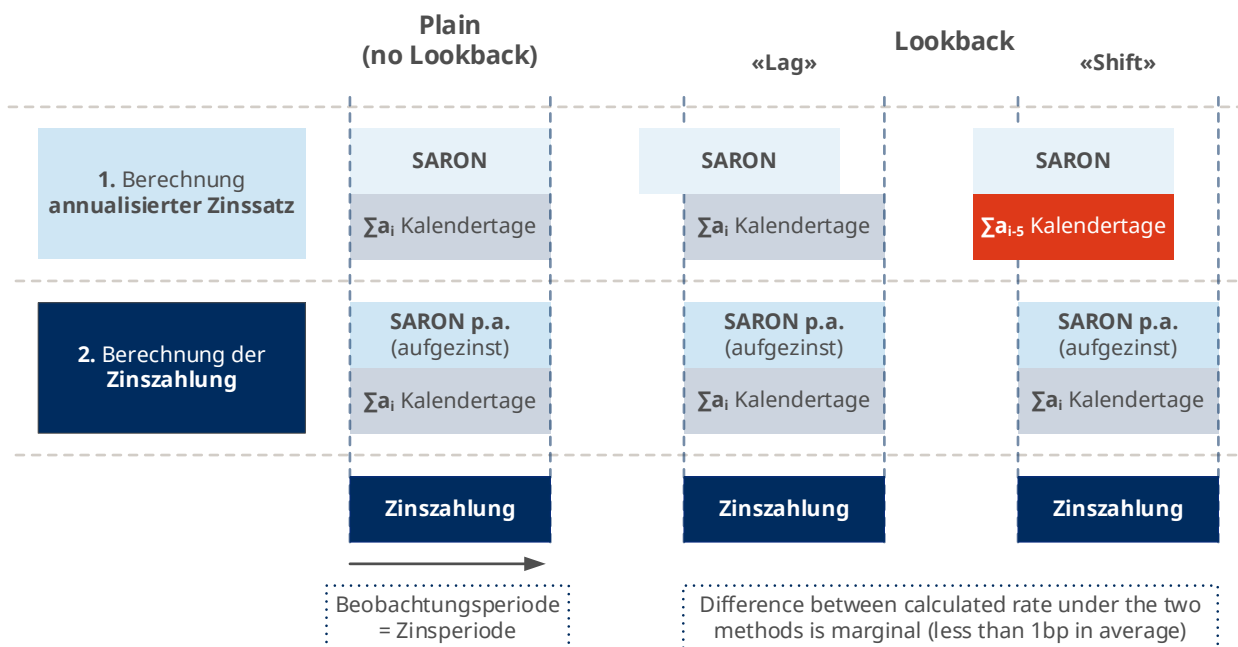 Plain
(no Lookback)
Lookback
«Lag»
«Shift»
1. Berechnung
annualisierter Zinssatz
SARON
SARON
SARON
∑aᵢ Kalendertage
∑aᵢ Kalendertage
∑aᵢ₋₅ Kalendertage
2. Berechnung der
Zinszahlung
SARON p.a.
(aufgezinst)
SARON p.a.
(aufgezinst)
SARON p.a.
(aufgezinst)
∑aᵢ Kalendertage
∑aᵢ Kalendertage
∑aᵢ Kalendertage
Zinszahlung
Zinszahlung
Zinszahlung
Beobachtungsperiode
= Zinsperiode
Difference between calculated rate under the two
methods is marginal (less than 1bp in average)